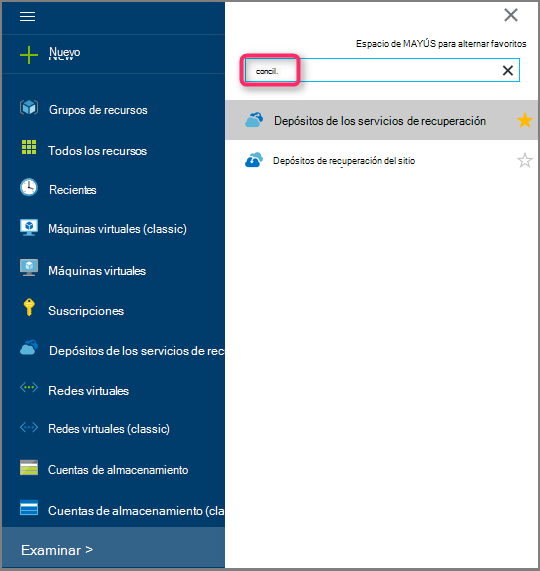 Nuevo
Grupos de recursos
Todos los recursos
Recientes
Máquinas virtuales (classic)
Máquinas virtuales
Suscripciones
Depósitos de los servicios de rec
Redes virtuales
Redes virtuales (classic)
Cuentas de almacenamiento
Cuentas de almacenamiento (cla
Examinar >
Espacio de MAYÚS para alternar favoritos
concil.
Depósitos de los servicios de recuperación
Depósitos de recuperación del sitio